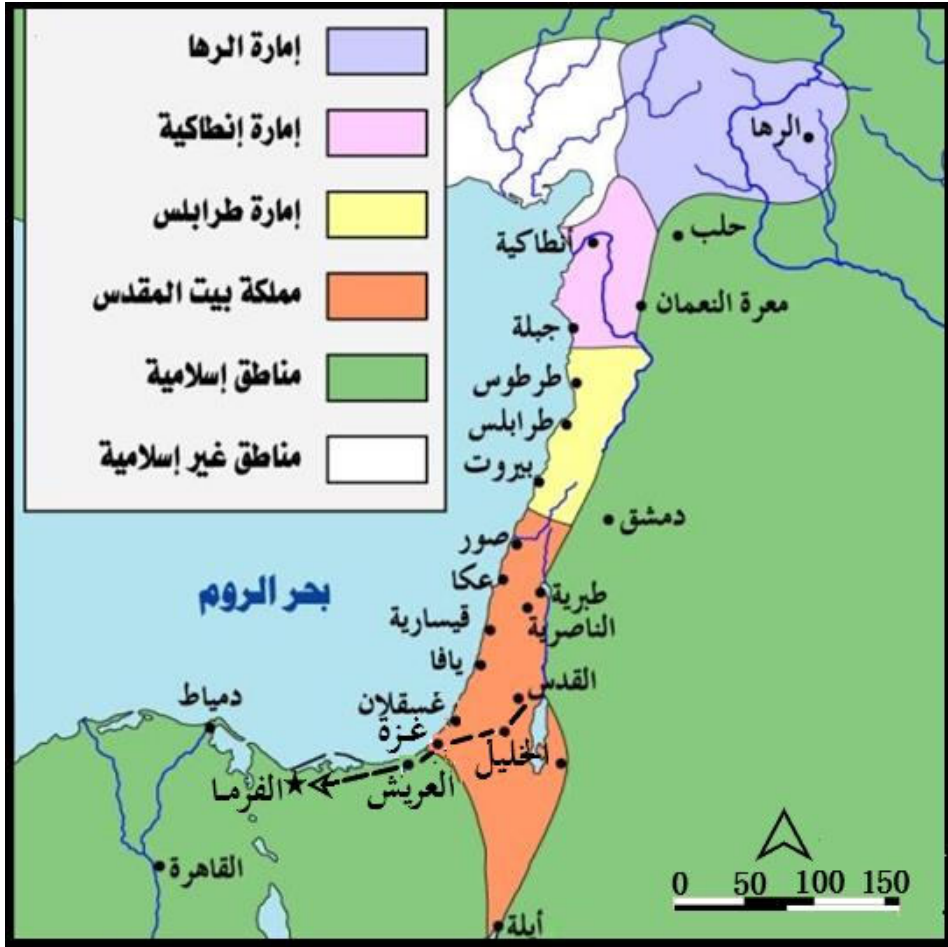 إمارة الرها
إمارة إنطاكية
إمارة طرابلس
مملكة بيت المقدس
مناطق إسلامية
مناطق غير إسلامية
الرها
حلب
أنطاكية
معرة النعمان
جبلة
طرطوس
طرابلس
بيروت
دمشق
صور
عكا
طبرية
الناصرية
قيسارية
يافا
بحر الروم
القدس
غسقلان
غزة
الخليل
دمياط
العريش
الفرما
القاهرة
أيلة
0 50 100 150